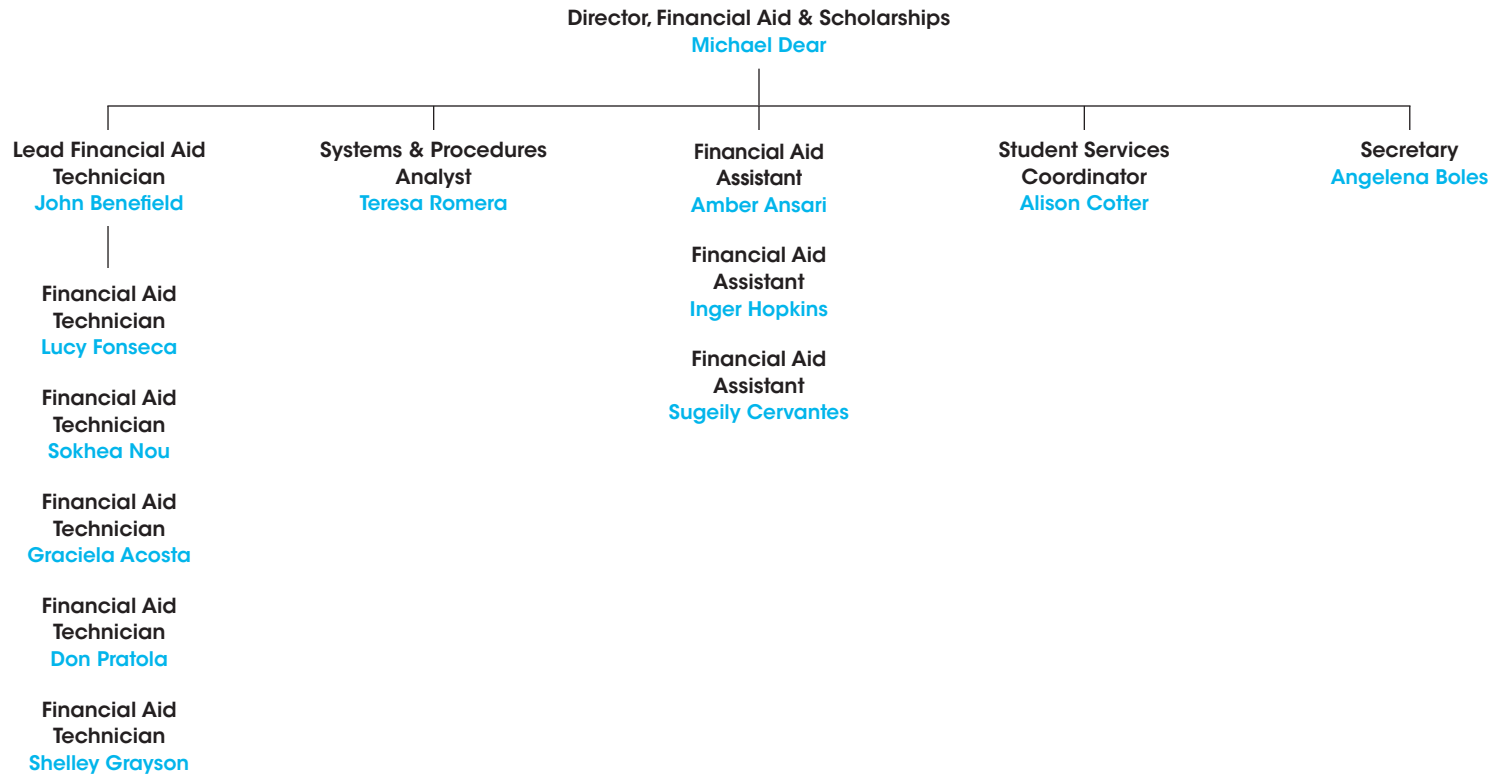 Director, Financial Aid & Scholarships
Michael Dear
Lead Financial Aid
Technician
John Benefield
Systems & Procedures
Analyst
Teresa Romera
Financial Aid
Assistant
Amber Ansari
Student Services
Coordinator
Alison Cotter
Secretary
Angelena Boles
Financial Aid
Technician
Lucy Fonseca
Financial Aid
Technician
Sokhea Nou
Financial Aid
Technician
Graciela Acosta
Financial Aid
Technician
Don Pratola
Financial Aid
Technician
Shelley Grayson
Financial Aid
Assistant
Inger Hopkins
Financial Aid
Assistant
Sugeily Cervantes